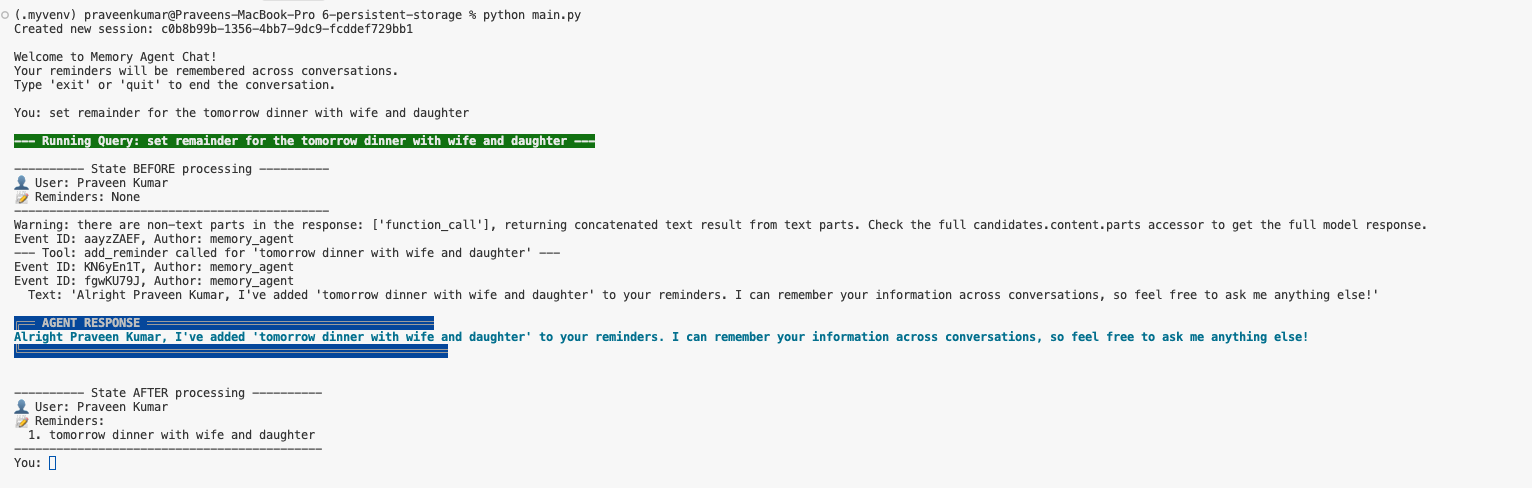 (.myvenv) praveenkumar@Praveens-MacBook-Pro 6-persistent-storage % python main.py
Created new session: c0b8b99b-1356-4bb7-9dc9-fcddef729bb1
Welcome to Memory Agent Chat!
Your reminders will be remembered across conversations.
Type 'exit' or 'quit' to end the conversation.
You: set remainder for the tomorrow dinner with wife and daughter
--- Running Query: set remainder for the tomorrow dinner with wife and daughter ---
---------- State BEFORE processing ----------
👤 User: Praveen Kumar
📝 Reminders: None
---------------------------------------------
Warning: there are non-text parts in the response: ['function_call'], returning concatenated text result from text parts. Check the full candidates.content.parts accessor to get the full model response.
Event ID: aayzZAEF, Author: memory_agent
--- Tool: add_reminder called for 'tomorrow dinner with wife and daughter' ---
Event ID: KN6yEn1T, Author: memory_agent
Event ID: fgwKU79J, Author: memory_agent
  Text: 'Alright Praveen Kumar, I've added 'tomorrow dinner with wife and daughter' to your reminders. I can remember your information across conversations, so feel free to ask me anything else!'
╔══ AGENT RESPONSE ═════════════════════════════════════════
Alright Praveen Kumar, I've added 'tomorrow dinner with wife and daughter' to your reminders. I can remember your information across conversations, so feel free to ask me anything else!
╚═════════════════════════════════════════════════════════════
---------- State AFTER processing ----------
👤 User: Praveen Kumar
📝 Reminders:
  1. tomorrow dinner with wife and daughter
--------------------------------------------
You: